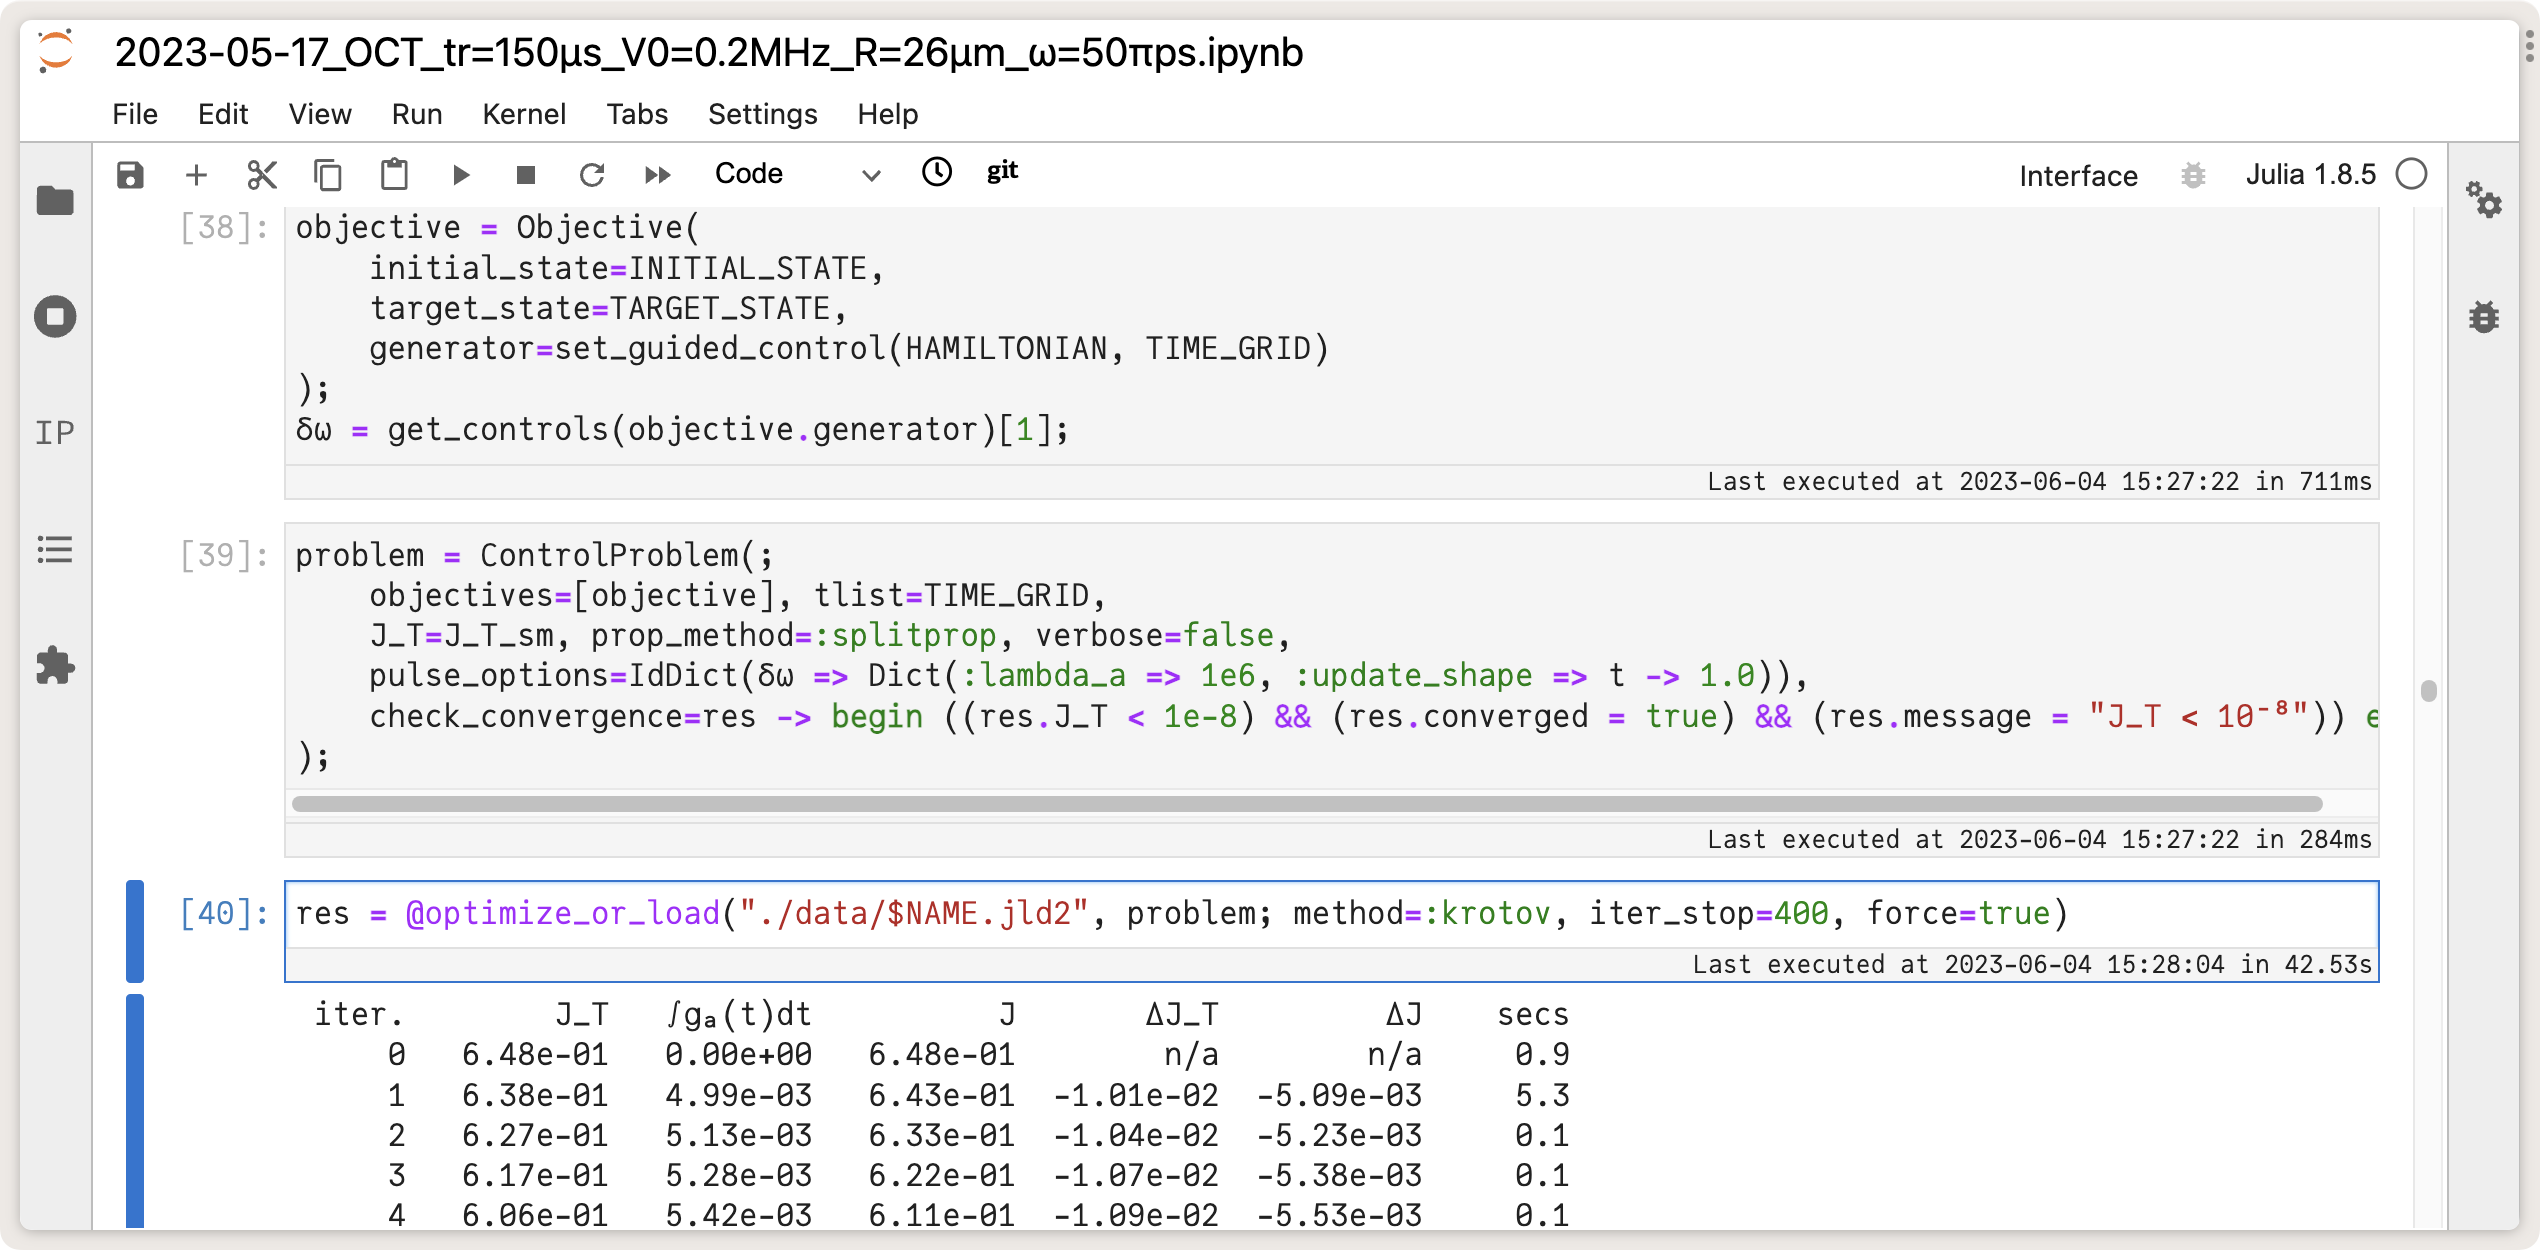 2023-05-17_OCT_tr=150μs_V0=0.2MHz_R=26μm_ω=50πps.ipynb
File Edit View Run Kernel Tabs Settings Help
Code git Interface Julia 1.8.5
IP
[38]: objective = Objective(
    initial_state=INITIAL_STATE,
    target_state=TARGET_STATE,
    generator=set_guided_control(HAMILTONIAN, TIME_GRID)
);
δω = get_controls(objective.generator)[1];
Last executed at 2023-06-04 15:27:22 in 711ms
[39]: problem = ControlProblem(;
    objectives=[objective], tlist=TIME_GRID,
    J_T=J_T_sm, prop_method=:splitprop, verbose=false,
    pulse_options=IdDict(δω => Dict(:lambda_a => 1e6, :update_shape => t -> 1.0)),
    check_convergence=res -> begin ((res.J_T < 1e-8) && (res.converged = true) && (res.message = "J_T < 10⁻⁸")) e
);
Last executed at 2023-06-04 15:27:22 in 284ms
[40]: res = @optimize_or_load("./data/$NAME.jld2", problem; method=:krotov, iter_stop=400, force=true)
Last executed at 2023-06-04 15:28:04 in 42.53s
iter. J_T ∫gₐ(t)dt J ΔJ_T ΔJ secs
0 6.48e-01 0.00e+00 6.48e-01 n/a n/a 0.9
1 6.38e-01 4.99e-03 6.43e-01 -1.01e-02 -5.09e-03 5.3
2 6.27e-01 5.13e-03 6.33e-01 -1.04e-02 -5.23e-03 0.1
3 6.17e-01 5.28e-03 6.22e-01 -1.07e-02 -5.38e-03 0.1
4 6.06e-01 5.42e-03 6.11e-01 -1.09e-02 -5.53e-03 0.1